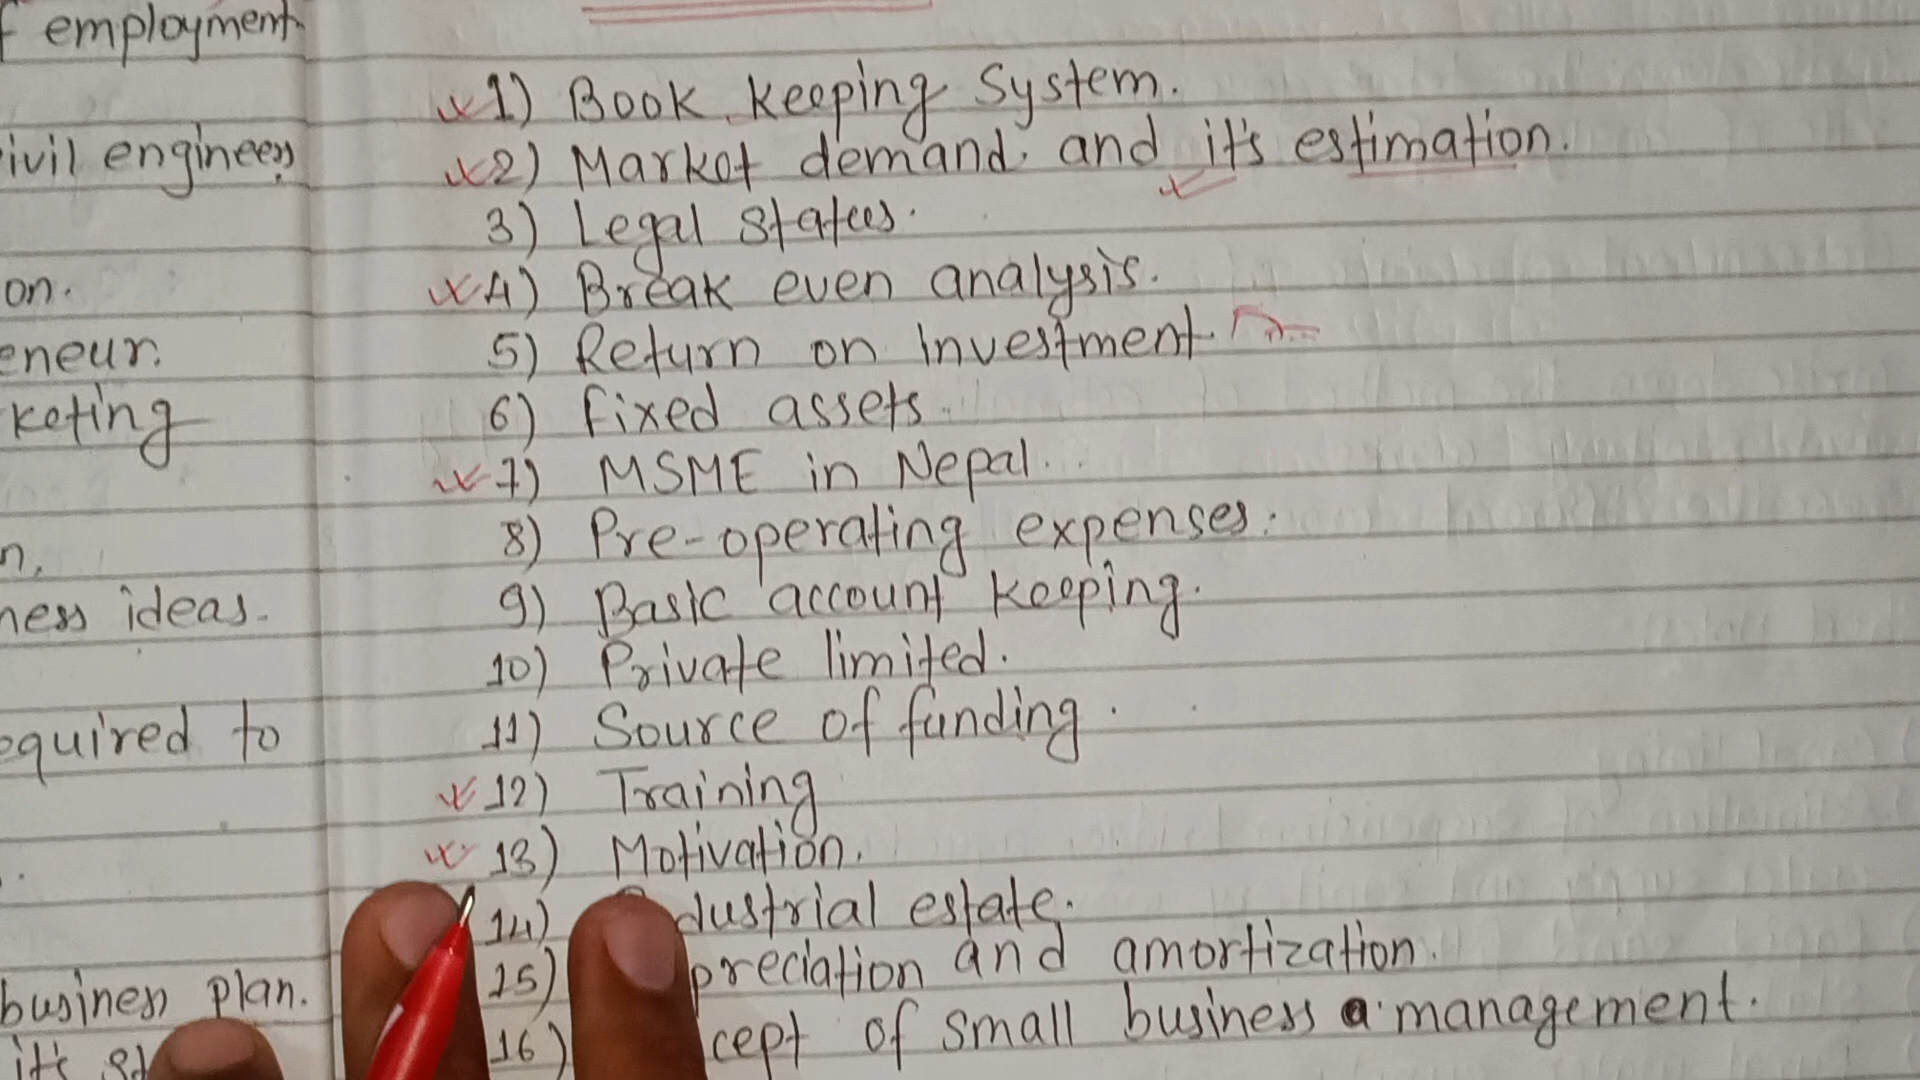 employment
ivil engineers
on.
eneur.
keting
n.
ness ideas.
equired to
business plan.
it's
1) Book keeping System.
2) Market demand and it's estimation.
3) Legal status.
4) Break even analysis.
5) Return on investment.
6) fixed assets.
7) MSME in Nepal.
8) Pre-operating expenses.
9) Basic account keeping.
10) Private limited.
11) Source of funding.
12) Training
13) Motivation.
14) dustrial estate.
15) preciation and amortization.
16) cept of small business a management.